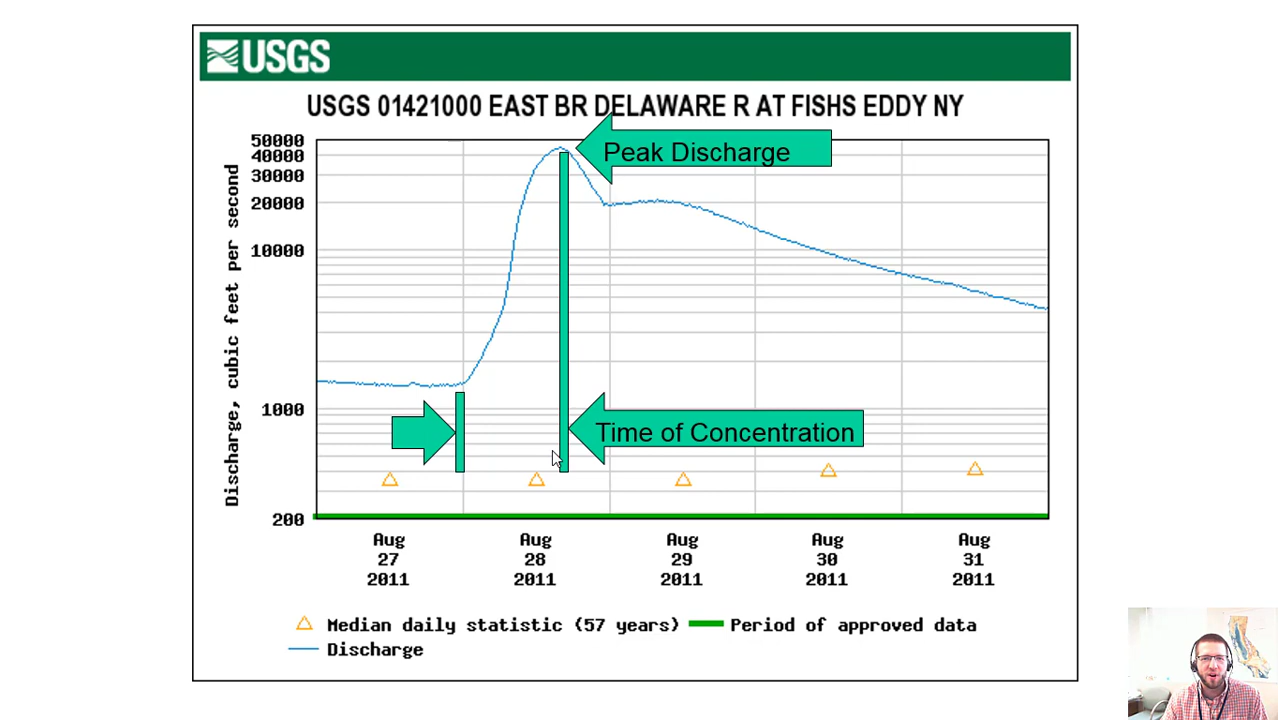 USGS
USGS 01421000 EAST BR DELAWARE R AT FISHS EDDY NY
50000
40000
30000
20000
10000
1000
200
Discharge, cubic feet per second
Peak Discharge
Time of Concentration
Aug Aug Aug Aug Aug
27 28 29 30 31
2011 2011 2011 2011 2011
Median daily statistic (57 years) Period of approved data
Discharge